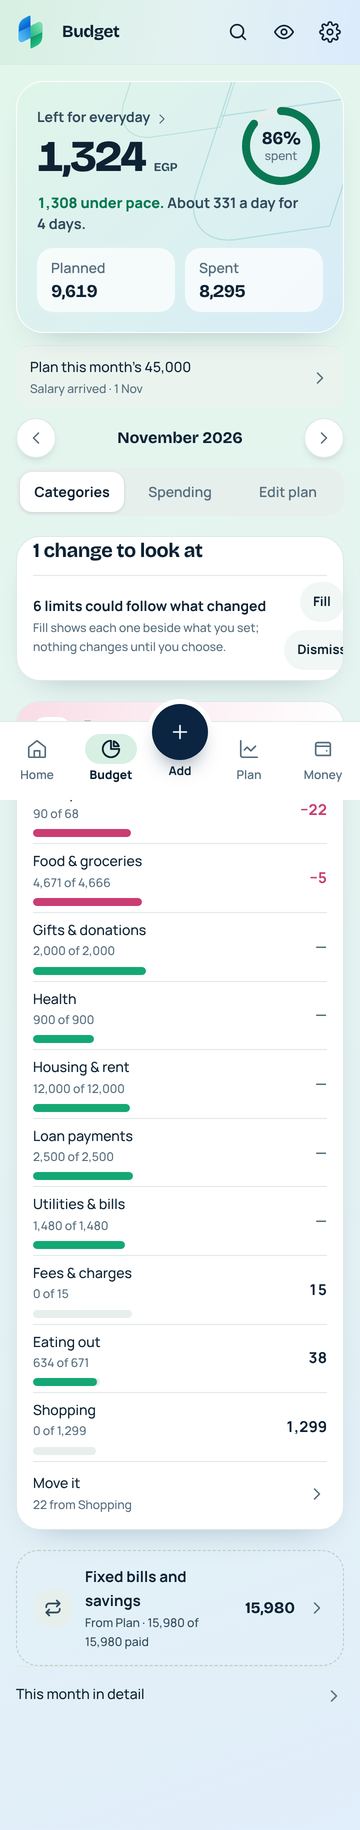 Budget
Left for everyday
1,324 EGP
86%
spent
1,308 under pace. About 331 a day for
4 days.
Planned
9,619
Spent
8,295
Plan this month's 45,000
Salary arrived · 1 Nov
November 2026
Categories
Spending
Edit plan
1 change to look at
6 limits could follow what changed
Fill shows each one beside what you set;
nothing changes until you choose.
Fill
Dismiss
Home
Budget
Add
Plan
Money
90 of 68
−22
Food & groceries
4,671 of 4,666
−5
Gifts & donations
2,000 of 2,000
—
Health
900 of 900
—
Housing & rent
12,000 of 12,000
—
Loan payments
2,500 of 2,500
—
Utilities & bills
1,480 of 1,480
—
Fees & charges
0 of 15
15
Eating out
634 of 671
38
Shopping
0 of 1,299
1,299
Move it
22 from Shopping
Fixed bills and
savings
From Plan · 15,980 of
15,980 paid
15,980
This month in detail